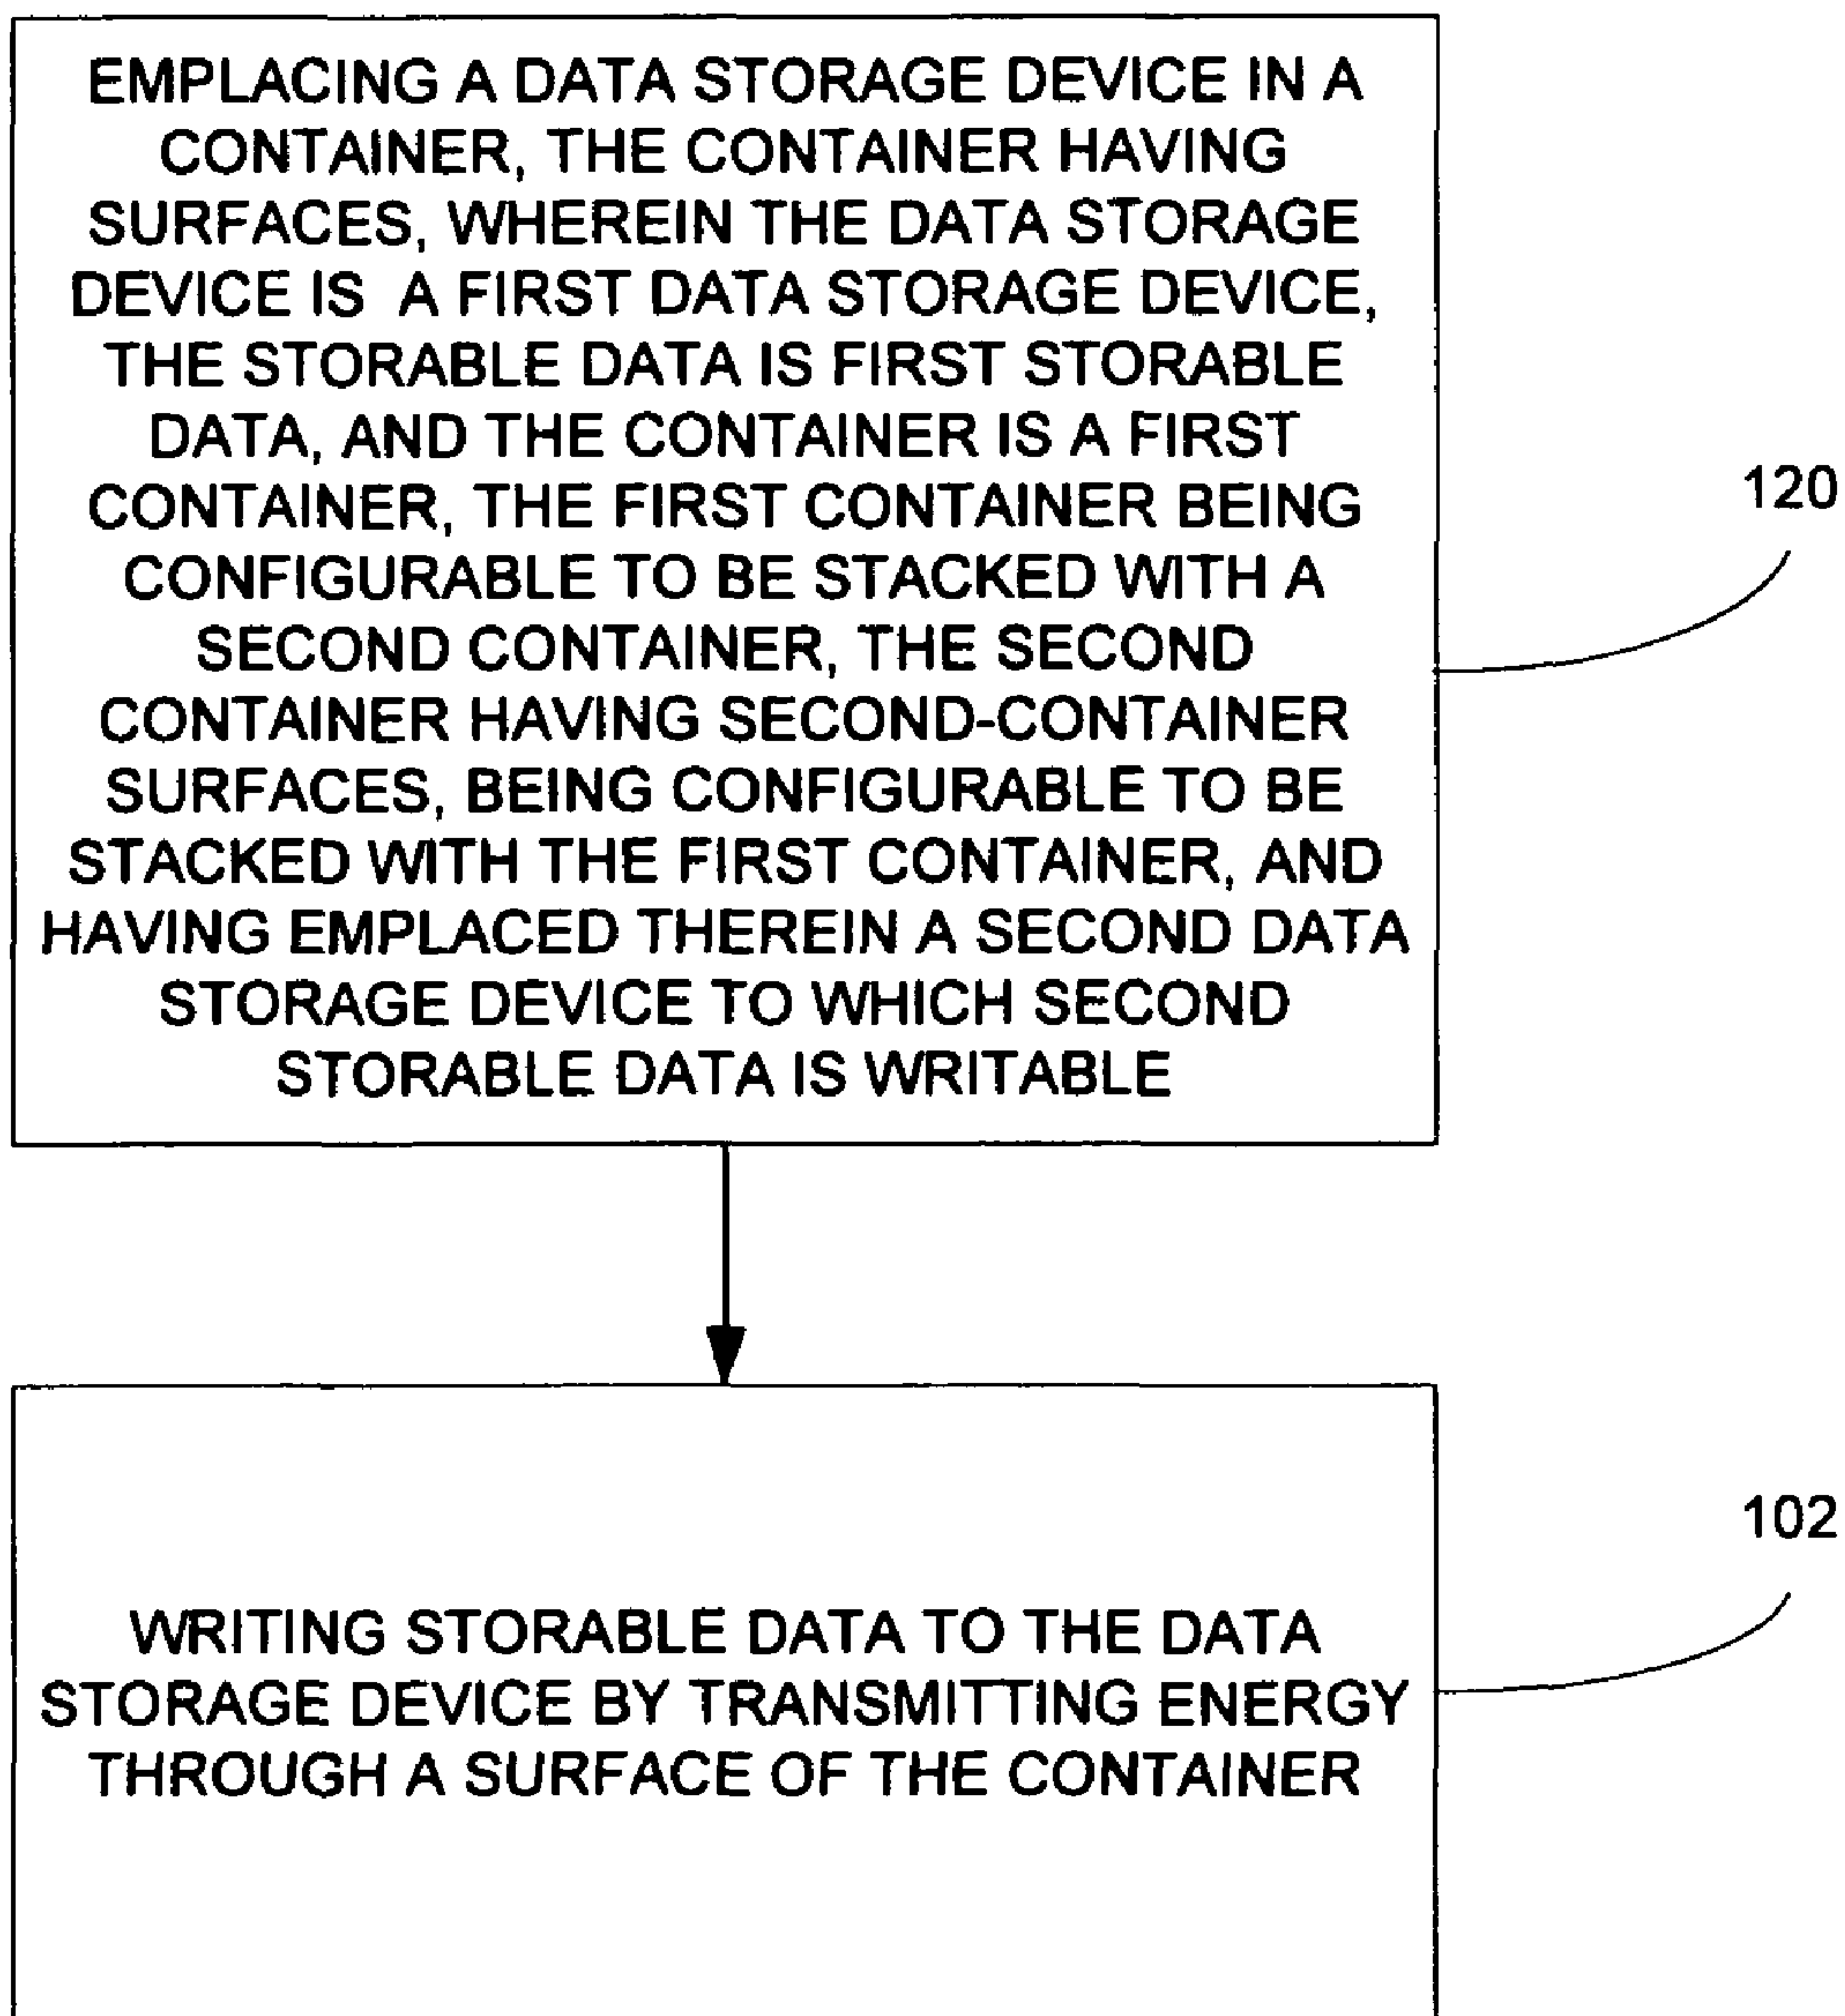 EMPLACING A DATA STORAGE DEVICE IN A
CONTAINER, THE CONTAINER HAVING
SURFACES, WHEREIN THE DATA STORAGE
DEVICE IS A FIRST DATA STORAGE DEVICE,
THE STORABLE DATA IS FIRST STORABLE
DATA, AND THE CONTAINER IS A FIRST
CONTAINER, THE FIRST CONTAINER BEING
CONFIGURABLE TO BE STACKED WITH A
SECOND CONTAINER, THE SECOND
CONTAINER HAVING SECOND-CONTAINER
SURFACES, BEING CONFIGURABLE TO BE
STACKED WITH THE FIRST CONTAINER, AND
HAVING EMPLACED THEREIN A SECOND DATA
STORAGE DEVICE TO WHICH SECOND
STORABLE DATA IS WRITABLE
120
WRITING STORABLE DATA TO THE DATA
STORAGE DEVICE BY TRANSMITTING ENERGY
THROUGH A SURFACE OF THE CONTAINER
102